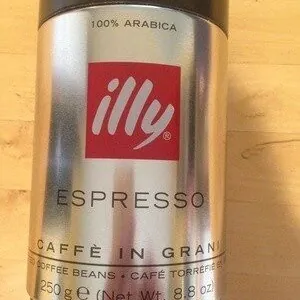 100% ARABICA
illy®
ESPRESSO
CAFFÈ IN GRANI
COFFEE BEANS · CAFÉ TORRÉFIÉ
250 g ℮ (Net Wt. 8.8 oz)